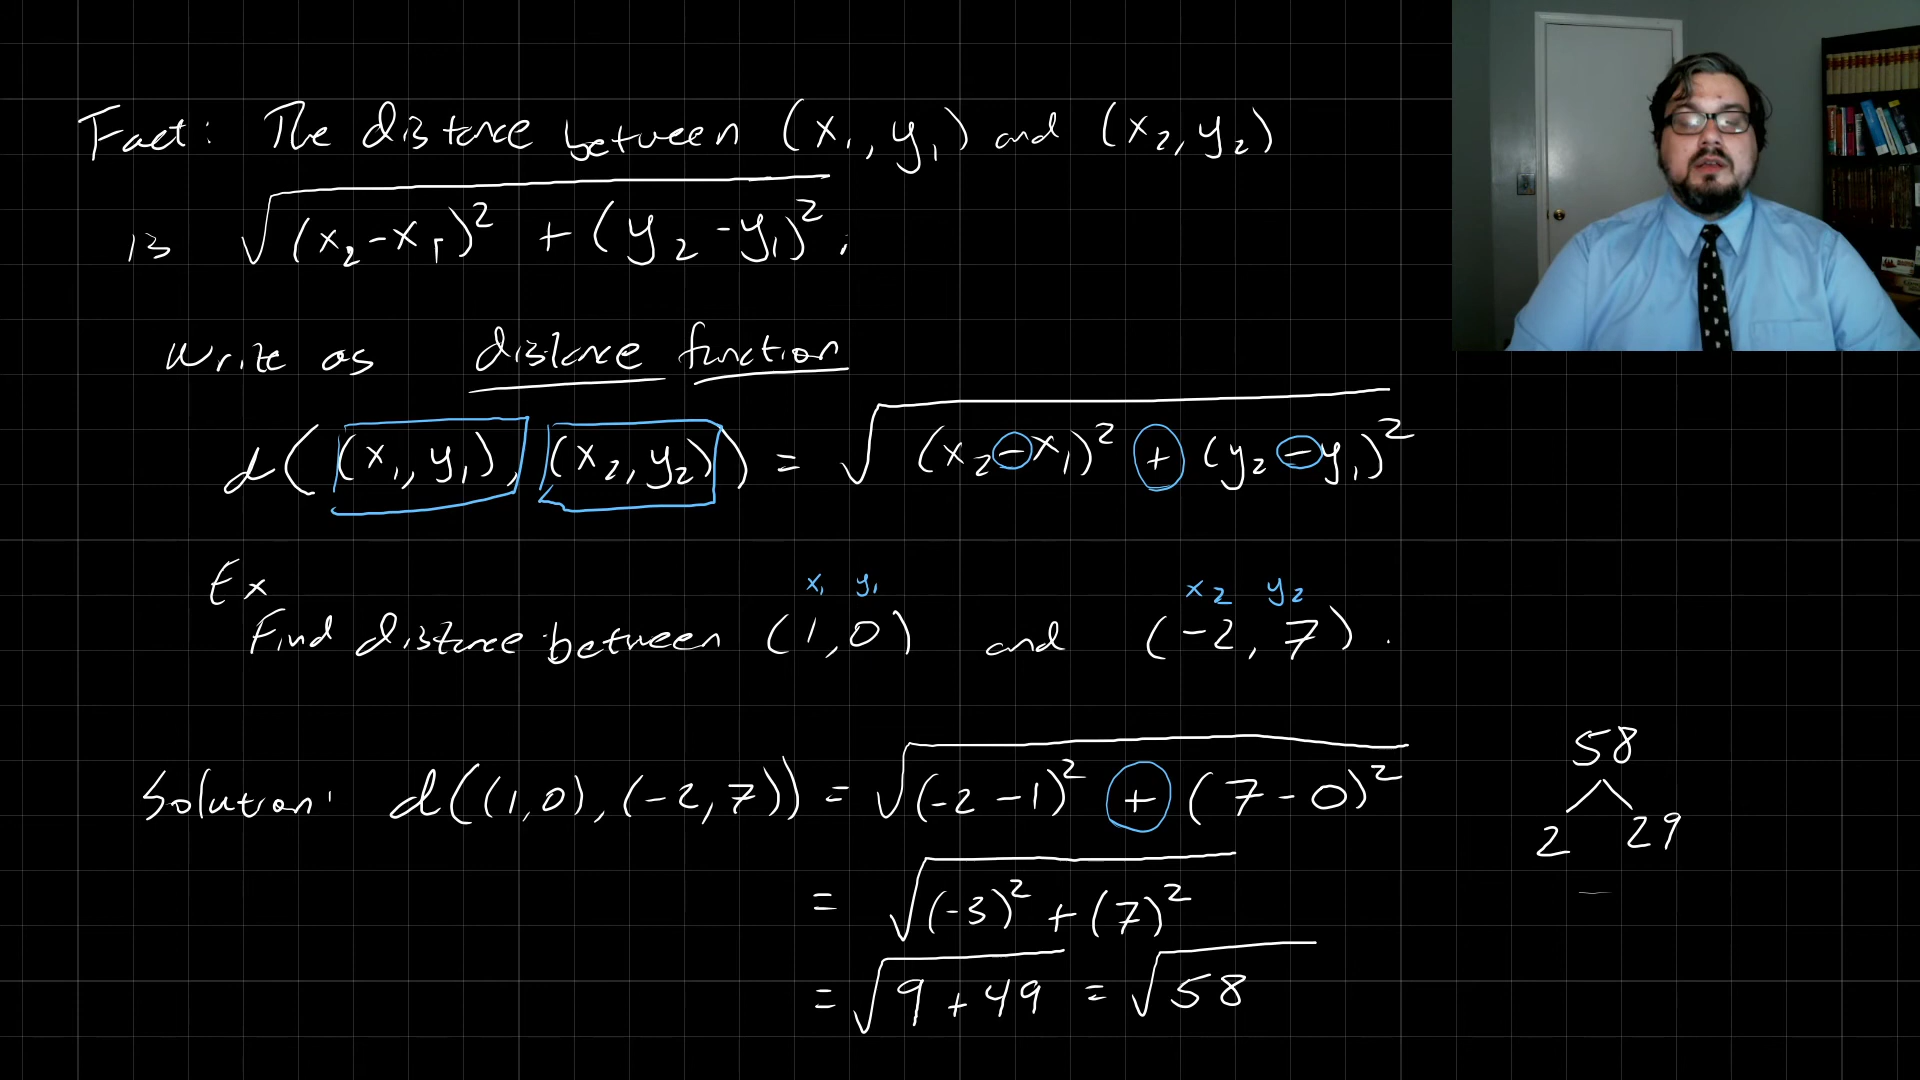 Fact: The distance between (x₁, y₁) and (x₂, y₂)
is √((x₂-x₁)² + (y₂-y₁)².
Write as distance function
d((x₁, y₁), (x₂, y₂)) = √((x₂-x₁)² + (y₂-y₁)²
Ex
x₁ y₁ x₂ y₂
Find distance between (1,0) and (-2, 7).
Solution: d((1,0), (-2,7)) = √((-2-1)² + (7-0)²
= √((-3)² + (7)²
= √(9 + 49) = √58
58
2 29